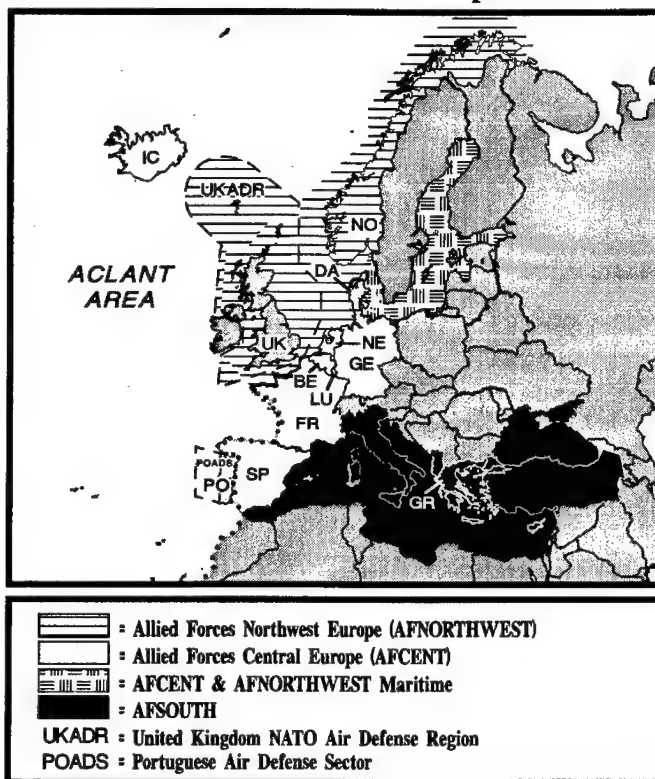 IC
UKADR
NO
ACLANT
AREA
DA
UK
NE
GE
BE
LU
FR
POADS
PO
SP
GR
= Allied Forces Northwest Europe (AFNORTHWEST)
= Allied Forces Central Europe (AFCENT)
= AFCENT & AFNORTHWEST Maritime
= AFSOUTH
UKADR = United Kingdom NATO Air Defense Region
POADS = Portuguese Air Defense Sector